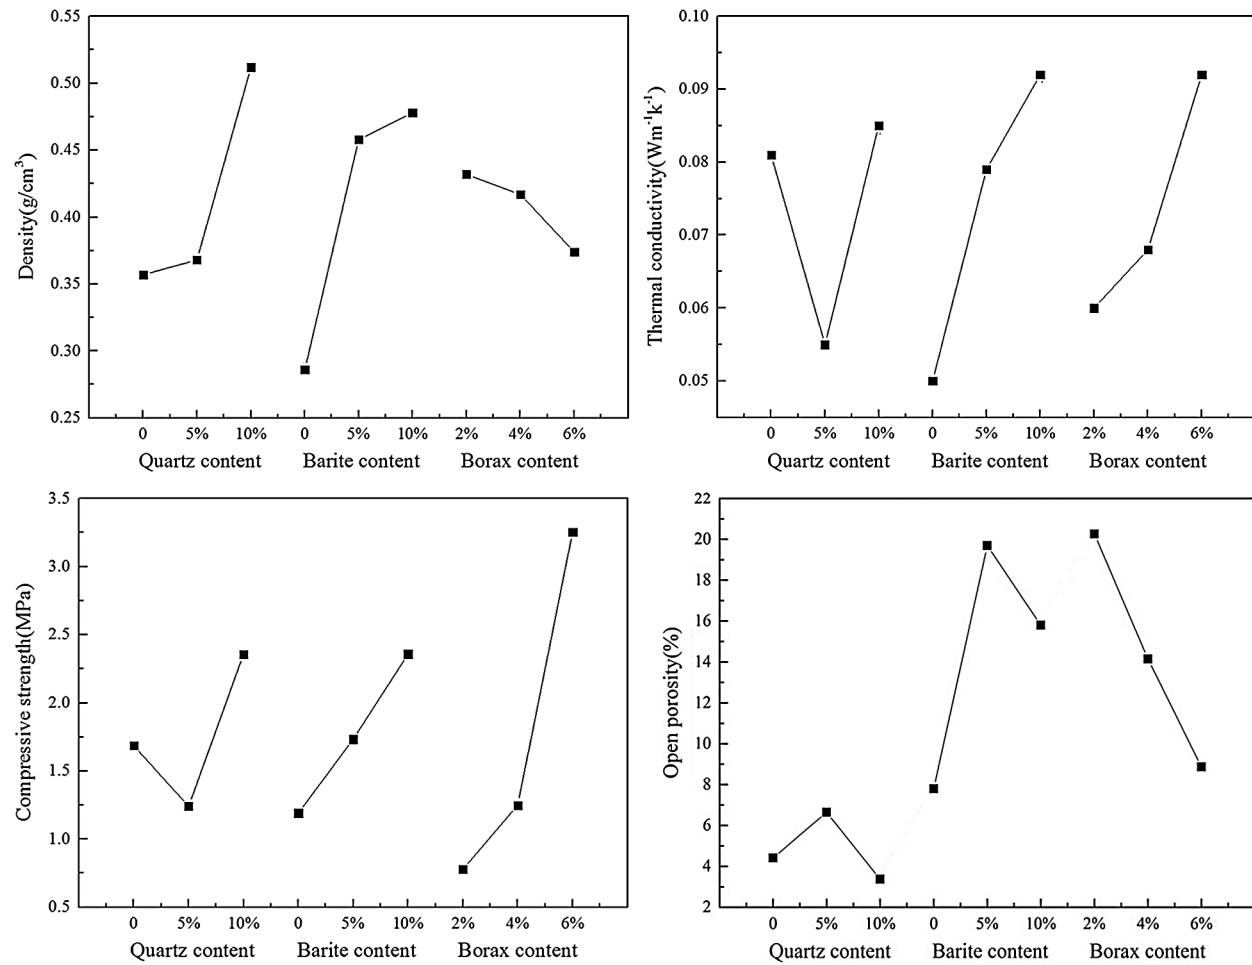 Density(g/cm³)
0.55
0.50
0.45
0.40
0.35
0.30
0.25
0 5% 10% 0 5% 10% 2% 4% 6%
Quartz content Barite content Borax content
Thermal conductivity(Wm⁻¹k⁻¹)
0.10
0.09
0.08
0.07
0.06
0.05
0 5% 10% 0 5% 10% 2% 4% 6%
Quartz content Barite content Borax content
Compressive strength(MPa)
3.5
3.0
2.5
2.0
1.5
1.0
0.5
0 5% 10% 0 5% 10% 2% 4% 6%
Quartz content Barite content Borax content
Open porosity(%)
22
20
18
16
14
12
10
8
6
4
2
0 5% 10% 0 5% 10% 2% 4% 6%
Quartz content Barite content Borax content